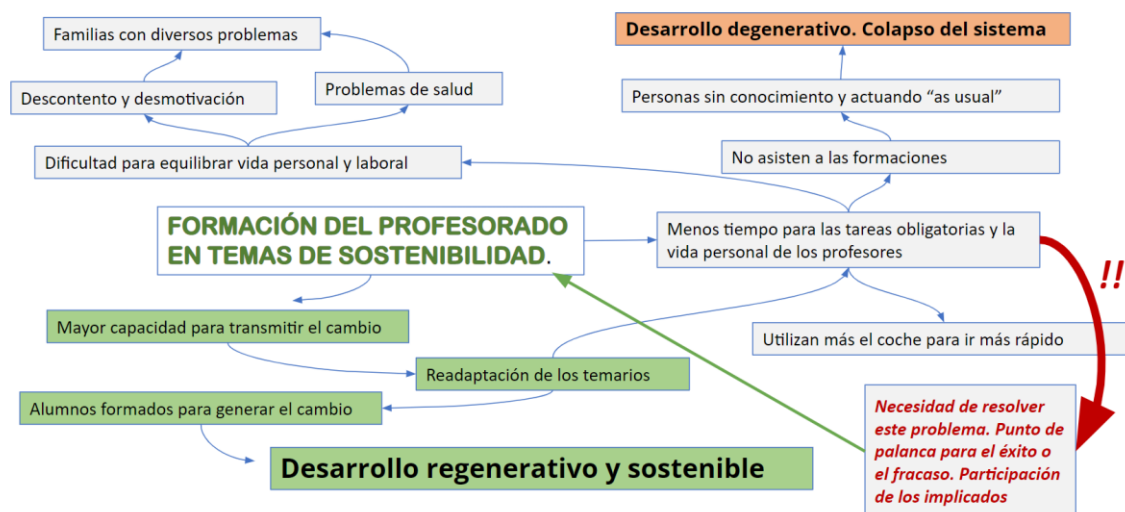 Familias con diversos problemas
Desarrollo degenerativo. Colapso del sistema
Descontento y desmotivación
Problemas de salud
Personas sin conocimiento y actuando “as usual”
Dificultad para equilibrar vida personal y laboral
No asisten a las formaciones
FORMACIÓN DEL PROFESORADO
EN TEMAS DE SOSTENIBILIDAD.
Menos tiempo para las tareas obligatorias y la
vida personal de los profesores
!!
Mayor capacidad para transmitir el cambio
Utilizan más el coche para ir más rápido
Readaptación de los temarios
Alumnos formados para generar el cambio
Desarrollo regenerativo y sostenible
Necesidad de resolver
este problema. Punto de
palanca para el éxito o
el fracaso. Participación
de los implicados